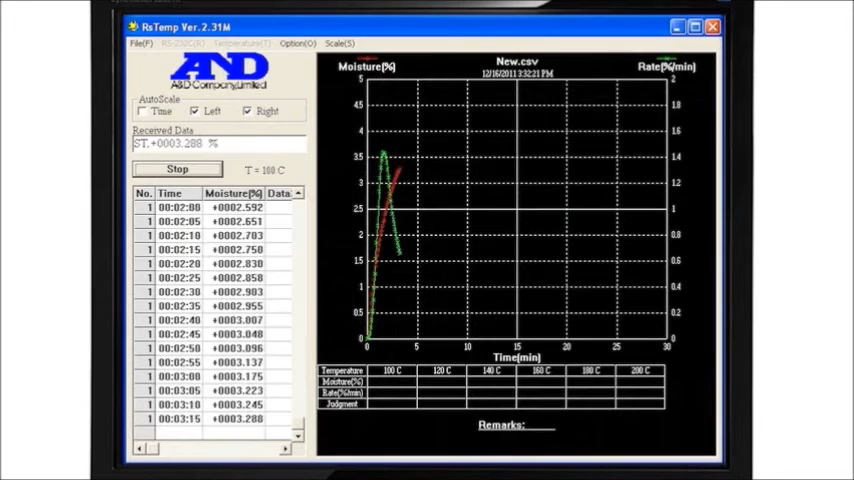 RsTemp Ver.2.31M
File(F) RS-232C(R) Temperature(T) Option(O) Scale(S)
AND
A&D Company,Limited
AutoScale
Time Left Right
Received Data
ST,+0003.288 %
Stop T = 100 C
No. Time Moisture(%) Data
1 00:02:00 +0002.592
1 00:02:05 +0002.651
1 00:02:10 +0002.703
1 00:02:15 +0002.750
1 00:02:20 +0002.830
1 00:02:25 +0002.858
1 00:02:30 +0002.903
1 00:02:35 +0002.955
1 00:02:40 +0003.007
1 00:02:45 +0003.048
1 00:02:50 +0003.096
1 00:02:55 +0003.137
1 00:03:00 +0003.175
1 00:03:05 +0003.223
1 00:03:10 +0003.245
1 00:03:15 +0003.288
New.csv
Moisture(%) Rate(%/min)
12/16/2011 3:32:21 PM
5 2
4.5 1.8
4 1.6
3.5 1.4
3 1.2
2.5 1
2 0.8
1.5 0.6
1 0.4
0.5 0.2
0 0
0 5 10 15 20 25 30
Time(min)
Temperature 100 C 120 C 140 C 160 C 180 C 200 C
Moisture(%)
Rate(%/min)
Judgment
Remarks: